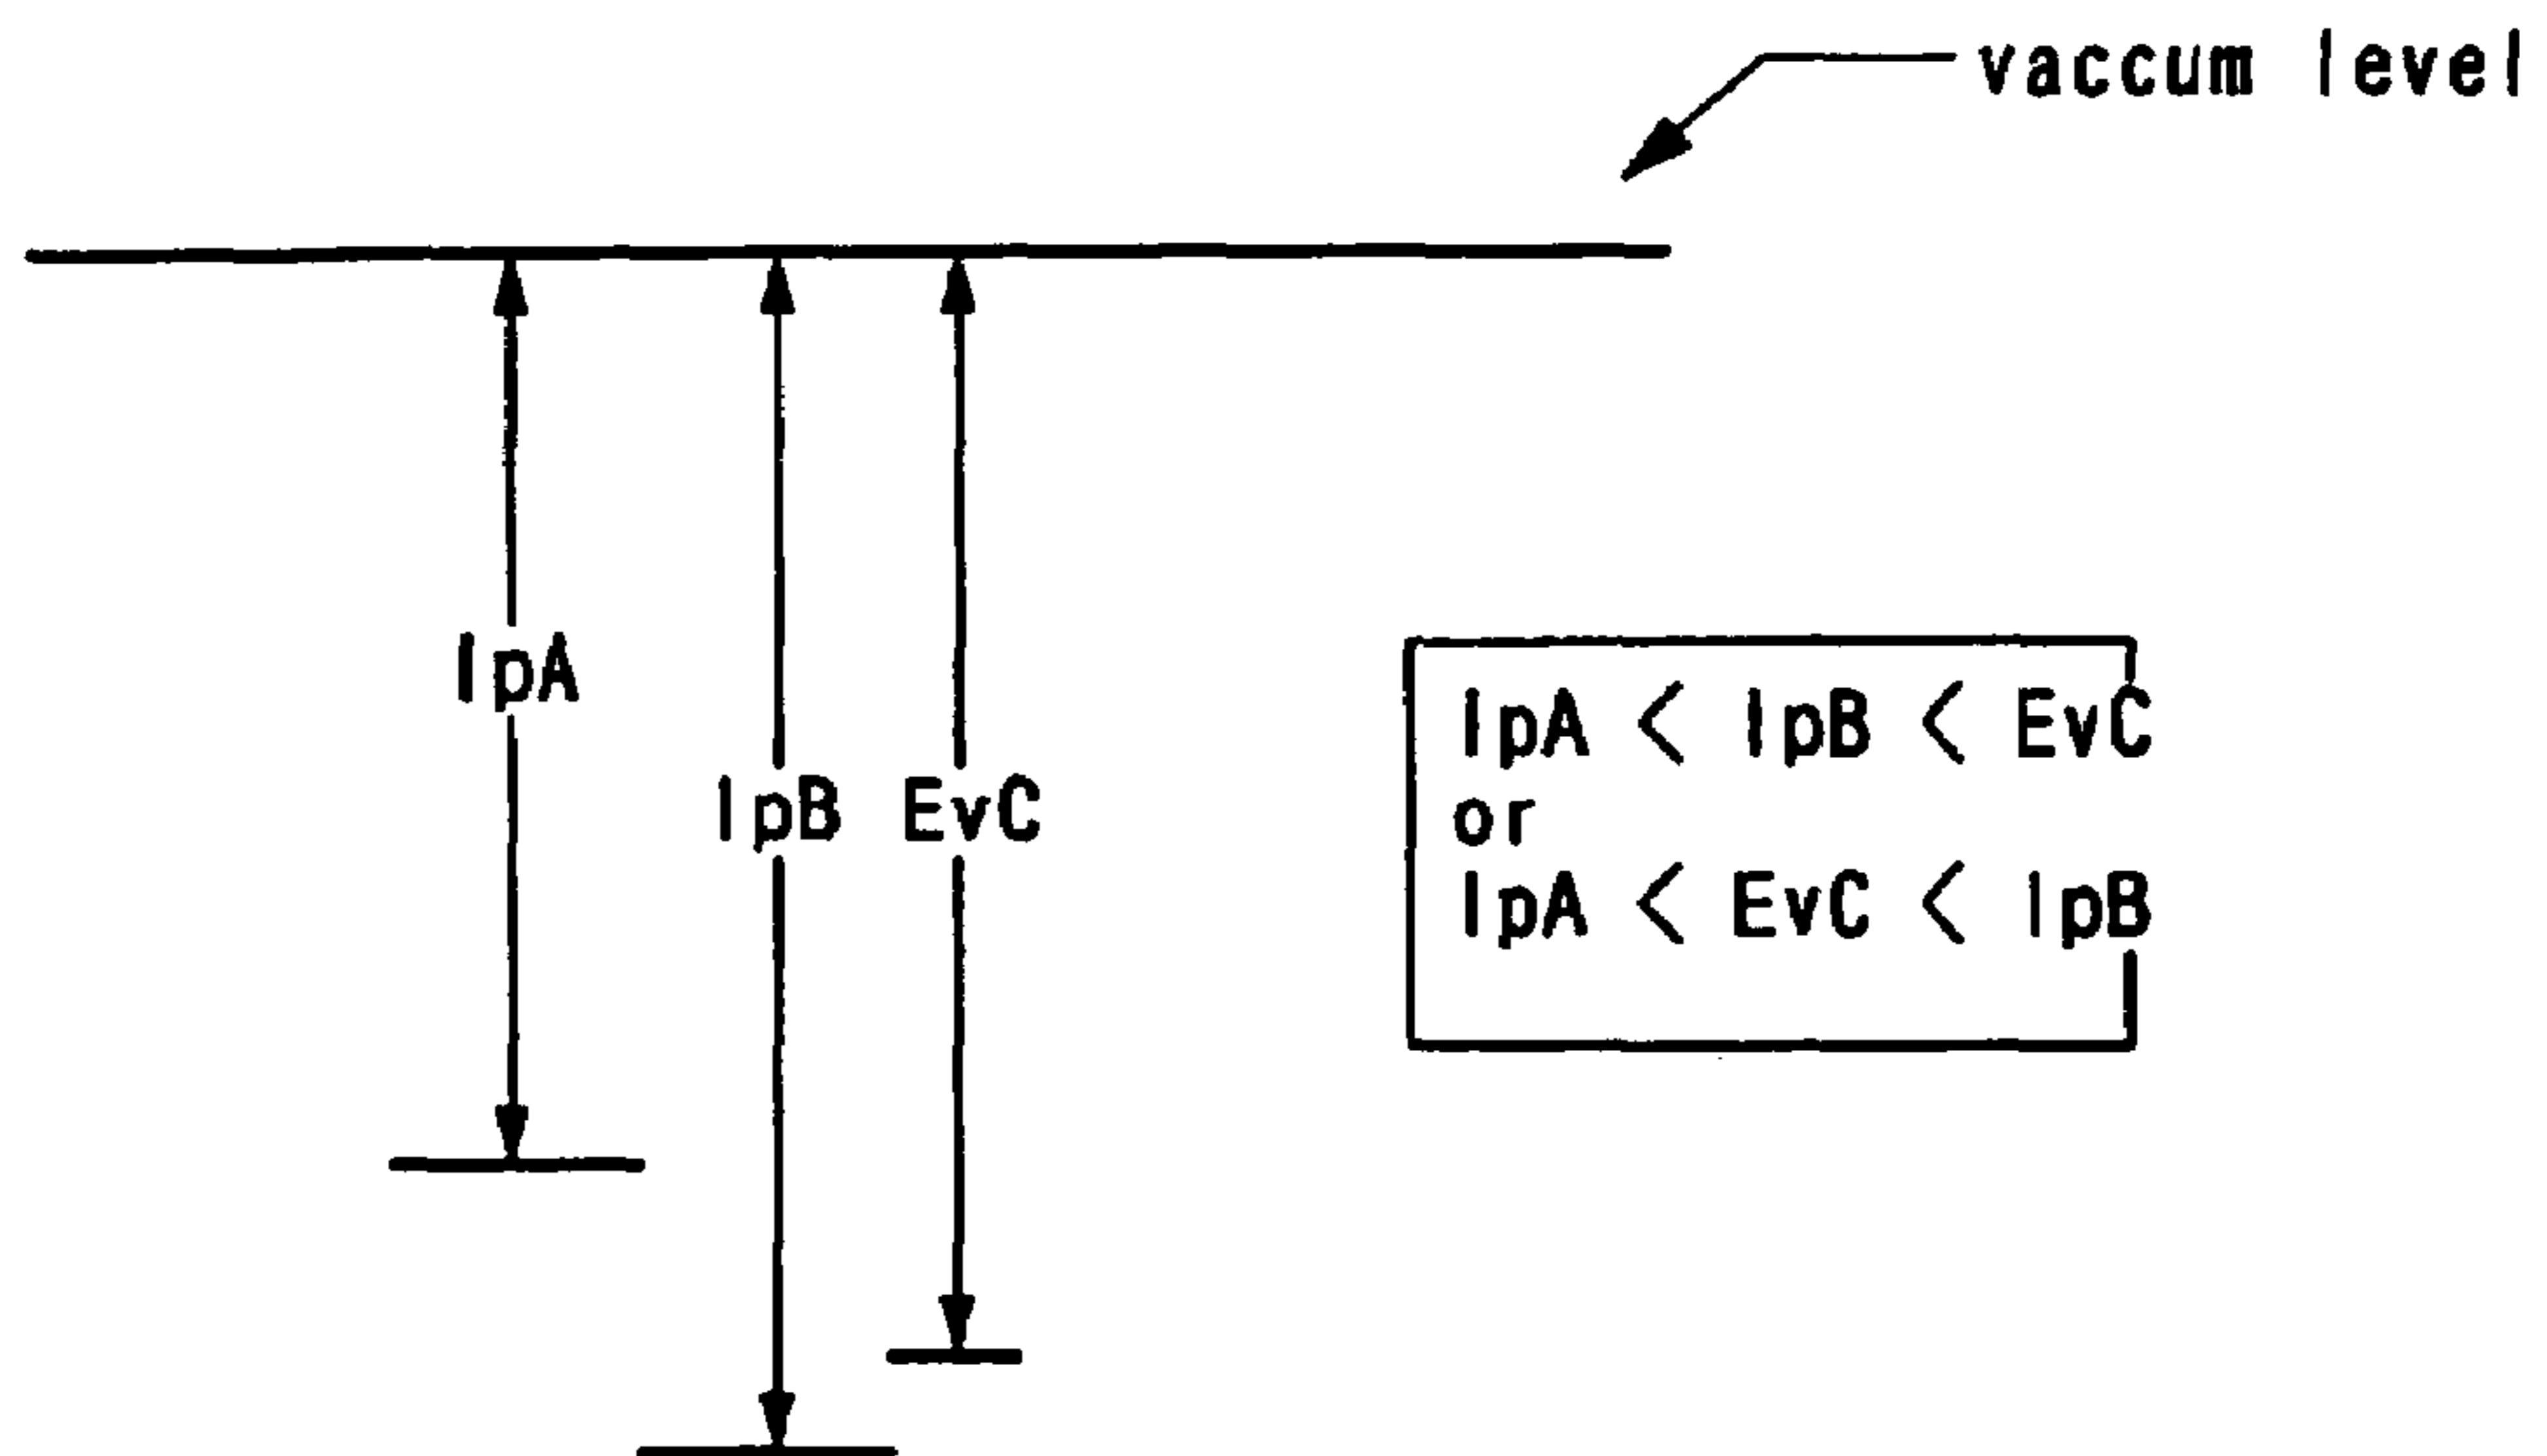 vaccum level
IpA
IpB EvC
IpA < IpB < EvC
or
IpA < EvC < IpB